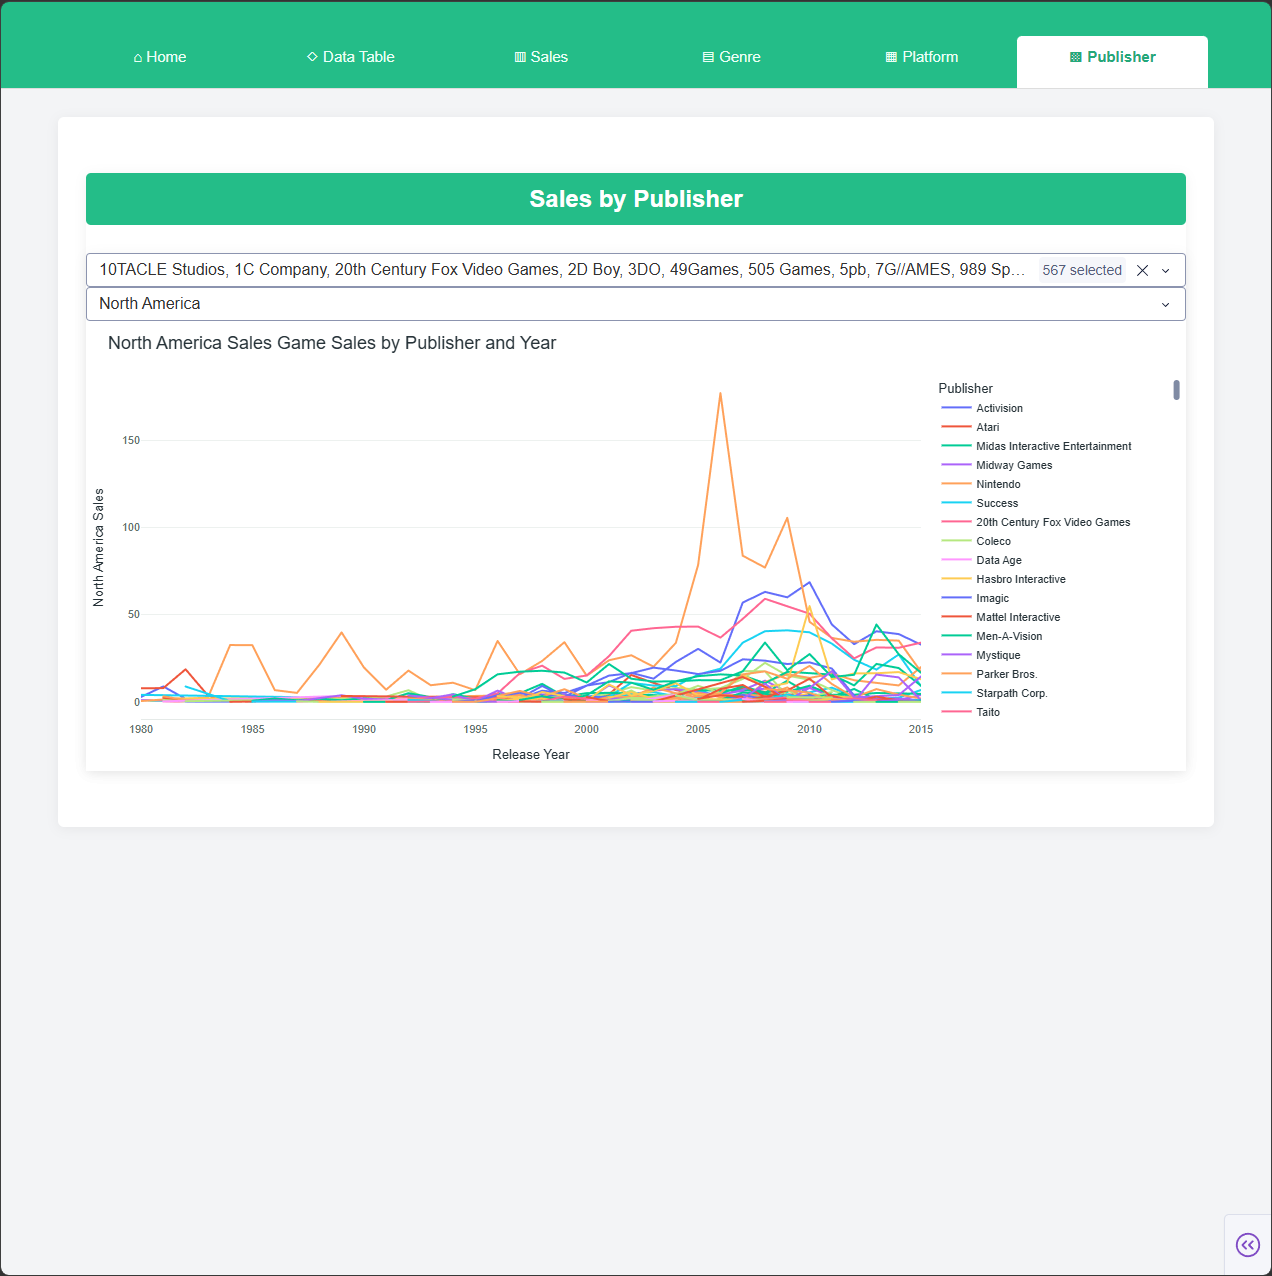 Home
Data Table
Sales
Genre
Platform
Publisher
Sales by Publisher
10TACLE Studios, 1C Company, 20th Century Fox Video Games, 2D Boy, 3DO, 49Games, 505 Games, 5pb, 7G//AMES, 989 Sp... 567 selected
North America
North America Sales Game Sales by Publisher and Year
North America Sales
150
100
50
0
1980 1985 1990 1995 2000 2005 2010 2015
Release Year
Publisher
Activision
Atari
Midas Interactive Entertainment
Midway Games
Nintendo
Success
20th Century Fox Video Games
Coleco
Data Age
Hasbro Interactive
Imagic
Mattel Interactive
Men-A-Vision
Mystique
Parker Bros.
Starpath Corp.
Taito